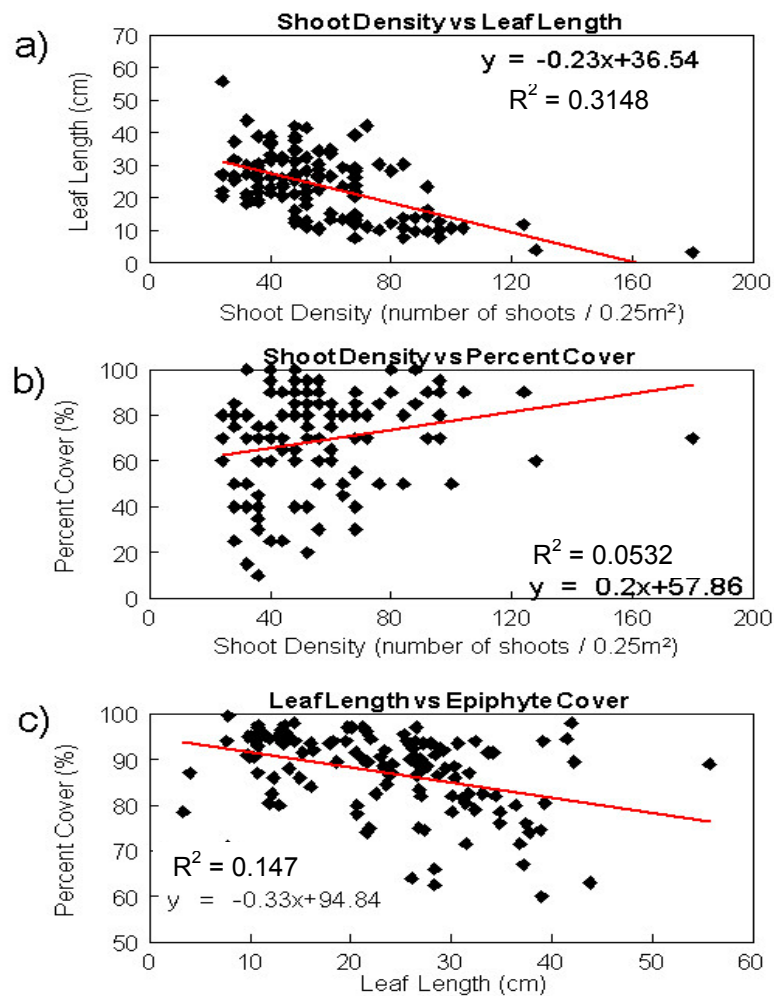 a)
Shoot Density vs Leaf Length
y = -0.23x+36.54
R² = 0.3148
Leaf Length (cm)
70
60
50
40
30
20
10
0
0 40 80 120 160 200
Shoot Density (number of shoots / 0.25m²)
b)
Shoot Density vs Percent Cover
Percent Cover (%)
100
80
60
40
20
0
R² = 0.0532
y = 0.2x+57.86
0 40 80 120 160 200
Shoot Density (number of shoots / 0.25m²)
c)
Leaf Length vs Epiphyte Cover
Percent Cover (%)
100
90
80
70
60
50
R² = 0.147
y = -0.33x+94.84
0 10 20 30 40 50 60
Leaf Length (cm)